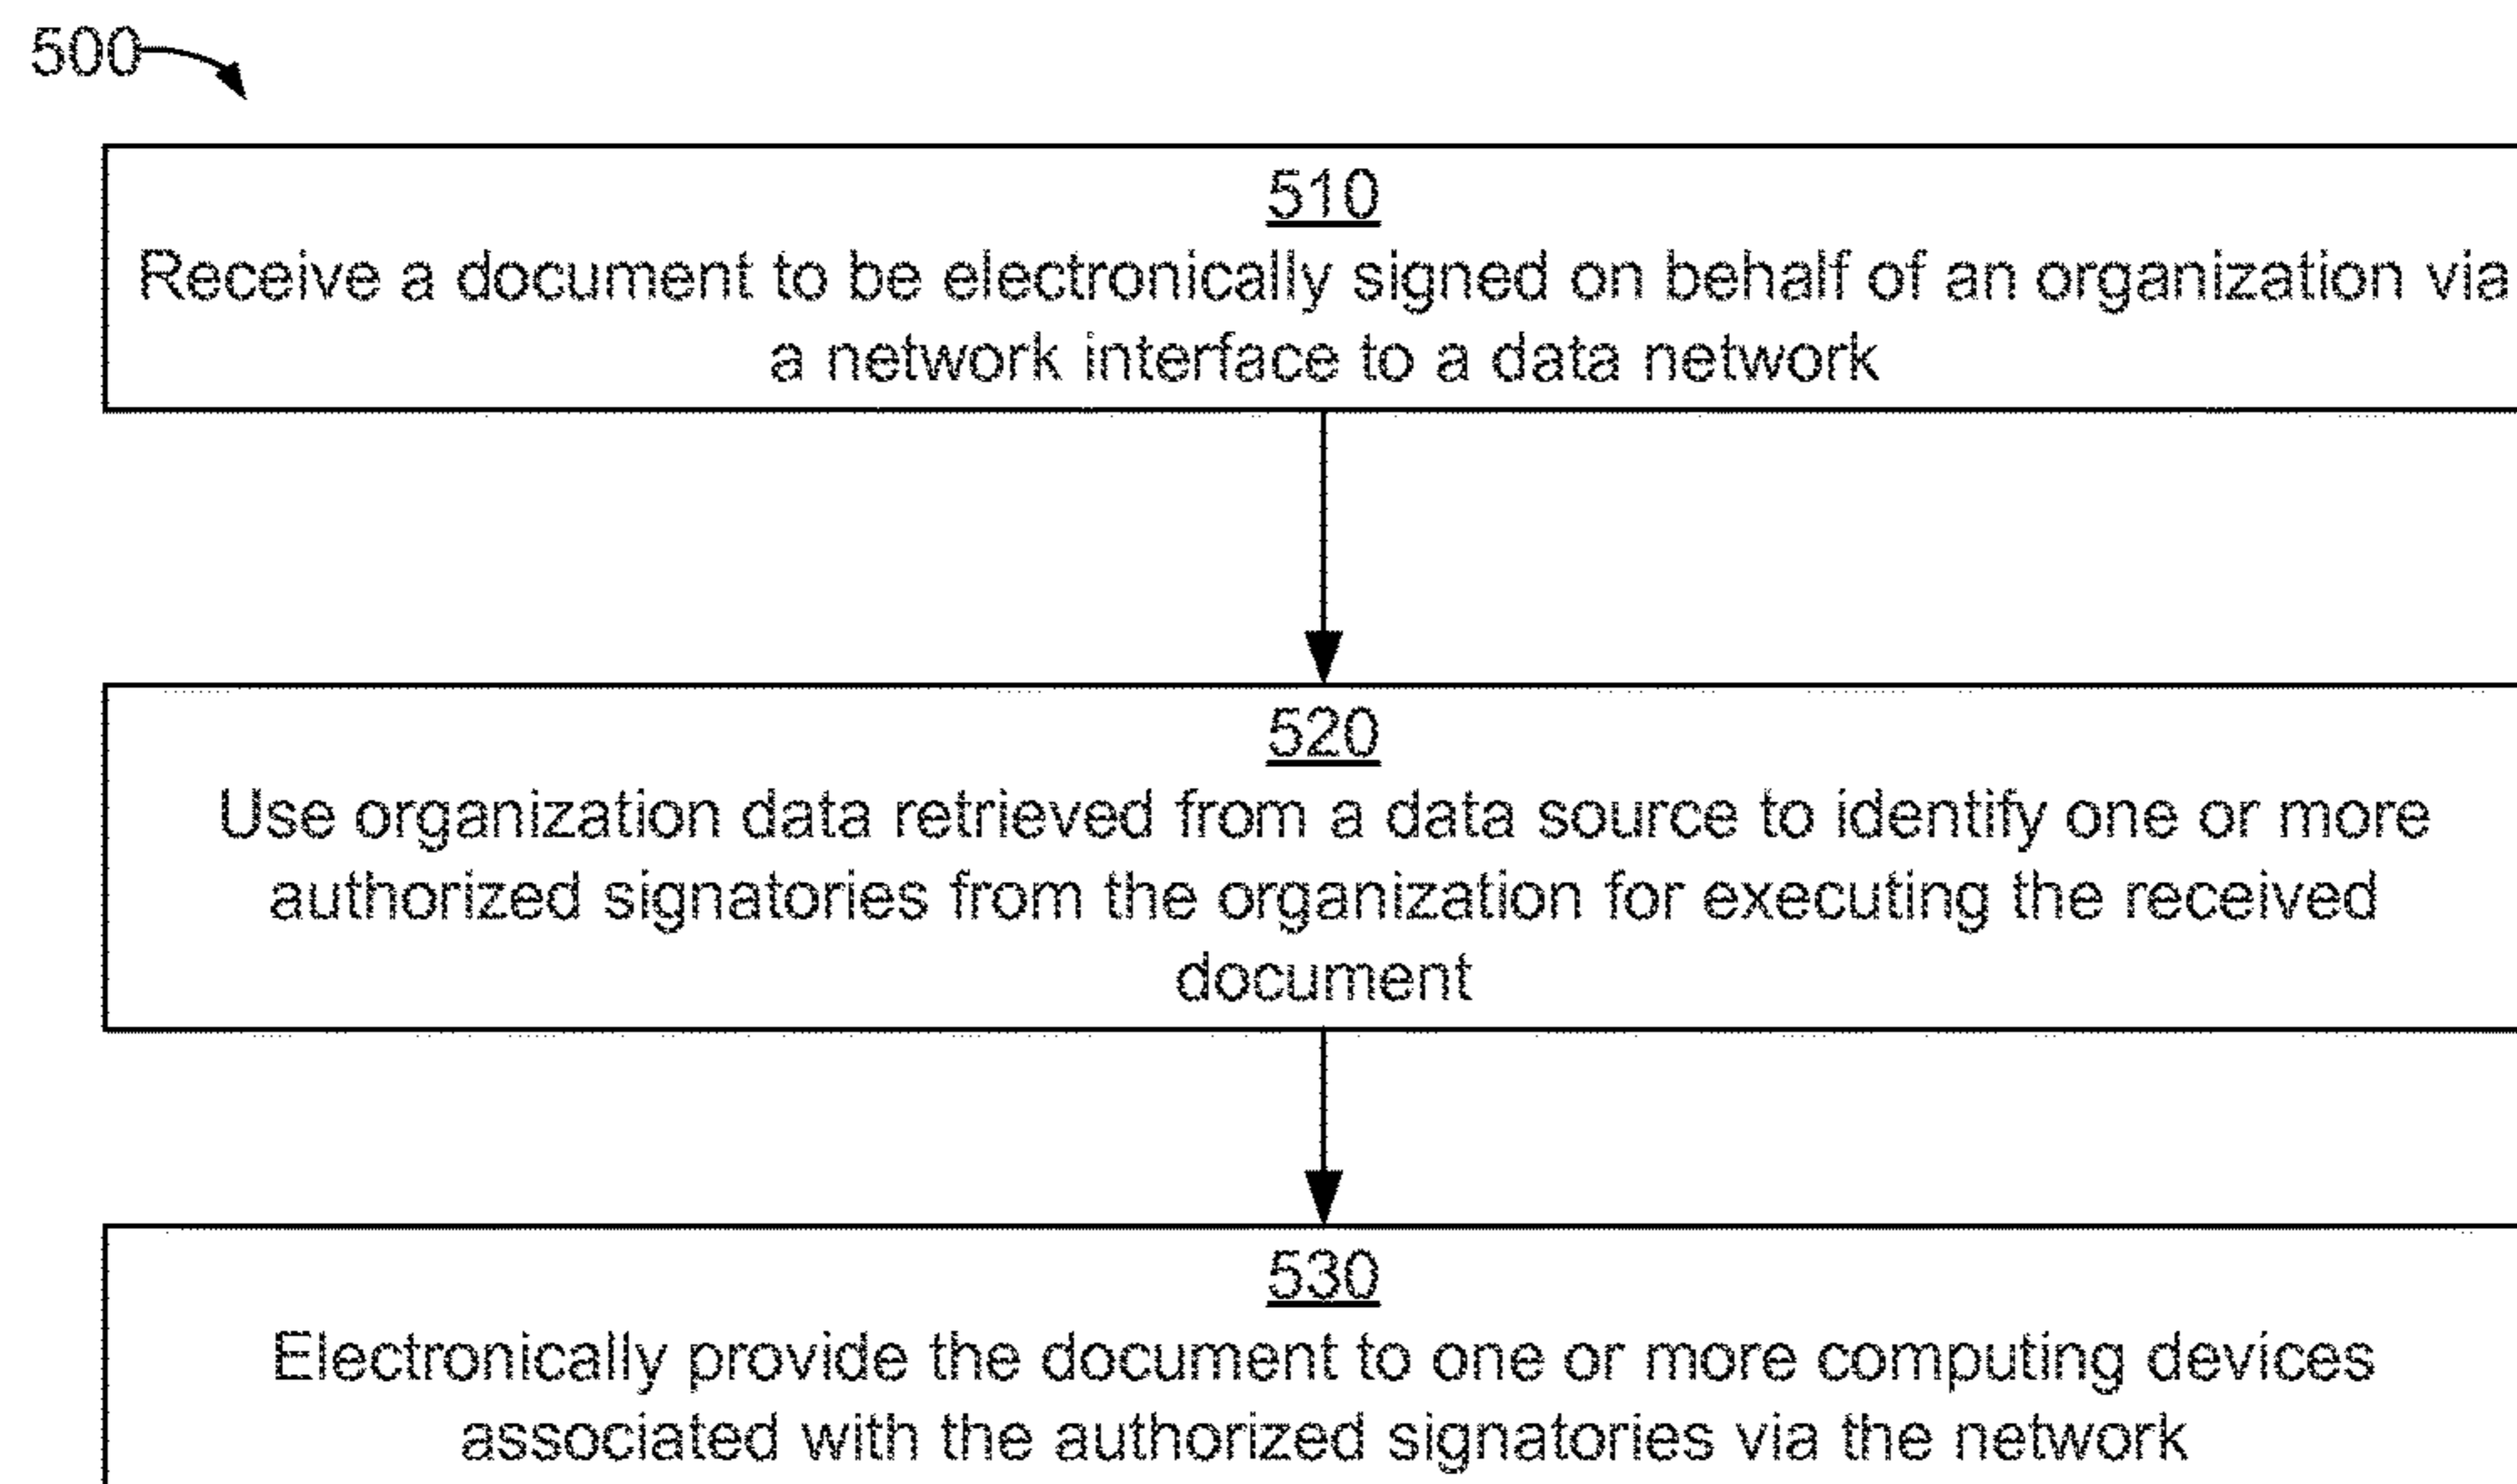 500
510
Receive a document to be electronically signed on behalf of an organization via
a network interface to a data network
520
Use organization data retrieved from a data source to identify one or more
authorized signatories from the organization for executing the received
document
530
Electronically provide the document to one or more computing devices
associated with the authorized signatories via the network